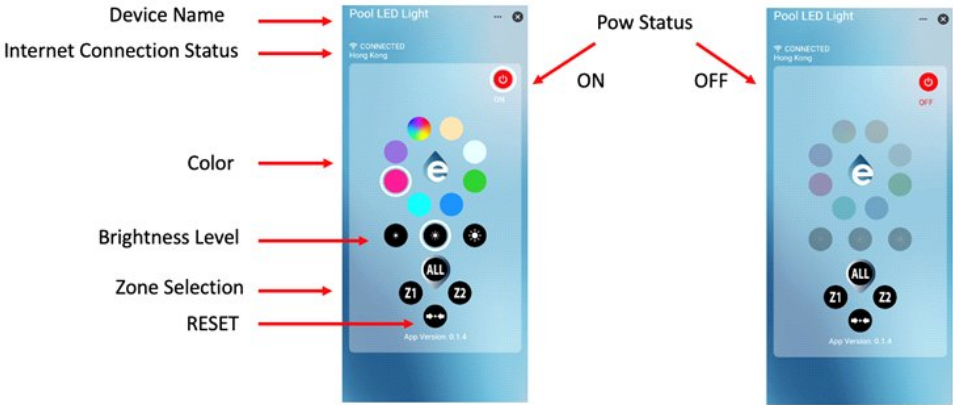 Device Name
Internet Connection Status
Color
Brightness Level
Zone Selection
RESET
Pool LED Light
CONNECTED
Hong Kong
ON
e
ALL
Z1 Z2
App Version: 0.1.4
Pow Status
ON OFF
Pool LED Light
CONNECTED
Hong Kong
OFF
e
ALL
Z1 Z2
App Version: 0.1.4